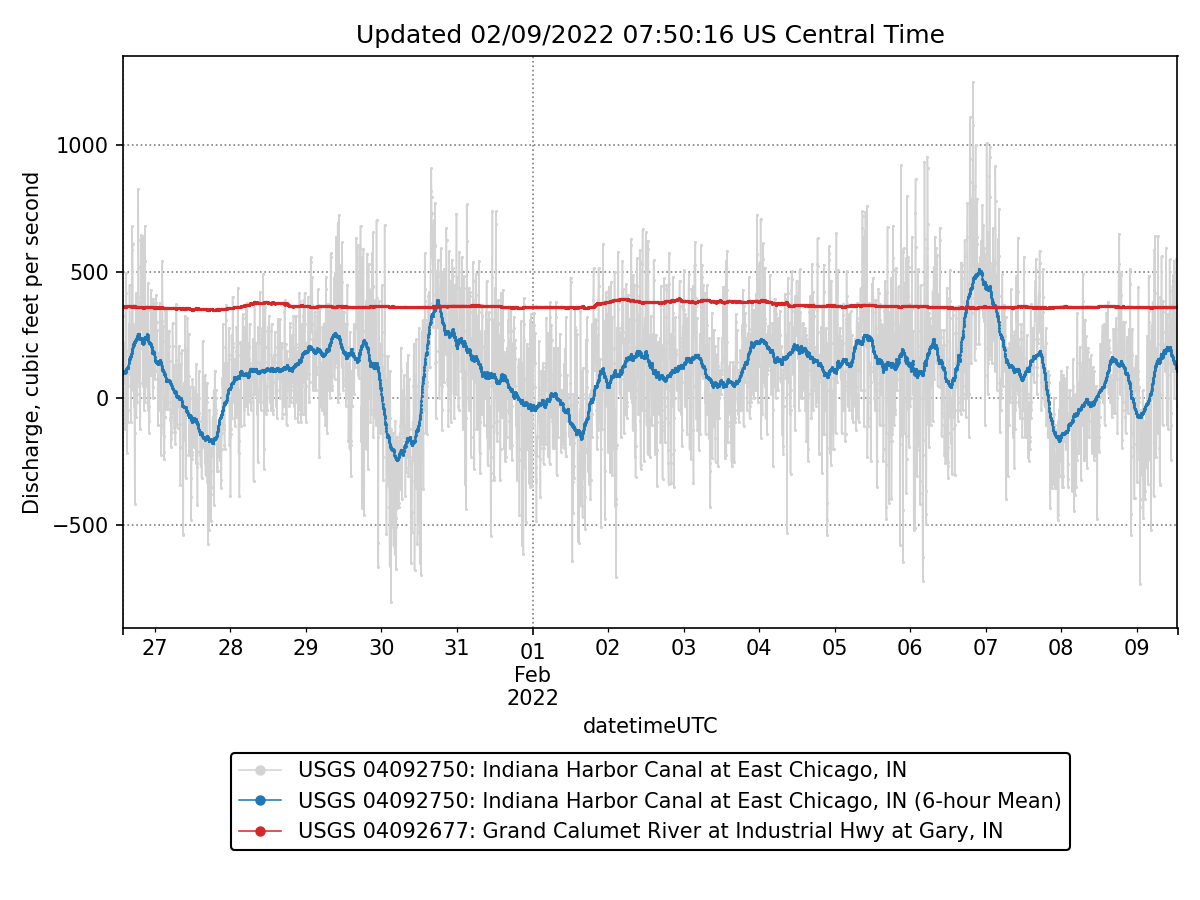 Updated 02/09/2022 07:50:16 US Central Time
Discharge, cubic feet per second
1000
500
0
−500
27 28 29 30 31 01 02 03 04 05 06 07 08 09
Feb
2022
datetimeUTC
USGS 04092750: Indiana Harbor Canal at East Chicago, IN
USGS 04092750: Indiana Harbor Canal at East Chicago, IN (6-hour Mean)
USGS 04092677: Grand Calumet River at Industrial Hwy at Gary, IN